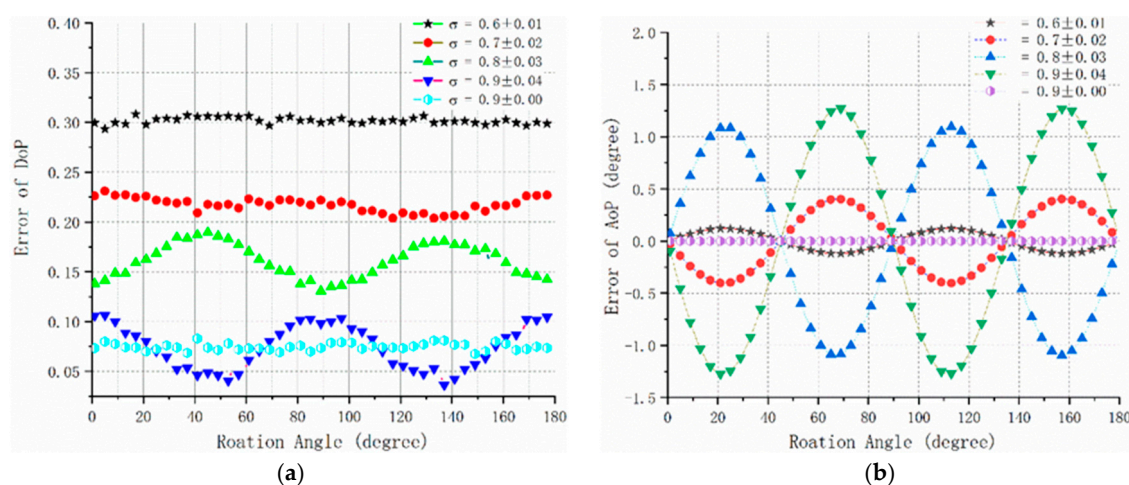 0.40
0.35
0.30
0.25
0.20
0.15
0.10
0.05
Error of DoP
σ = 0.6±0.01
σ = 0.7±0.02
σ = 0.8±0.03
σ = 0.9±0.04
σ = 0.9±0.00
0 20 40 60 80 100 120 140 160 180
Roation Angle (degree)
(a)
2.0
1.5
1.0
0.5
0.0
-0.5
-1.0
-1.5
Error of AoP (degree)
= 0.6±0.01
= 0.7±0.02
= 0.8±0.03
= 0.9±0.04
= 0.9±0.00
0 20 40 60 80 100 120 140 160 180
Roation Angle (degree)
(b)